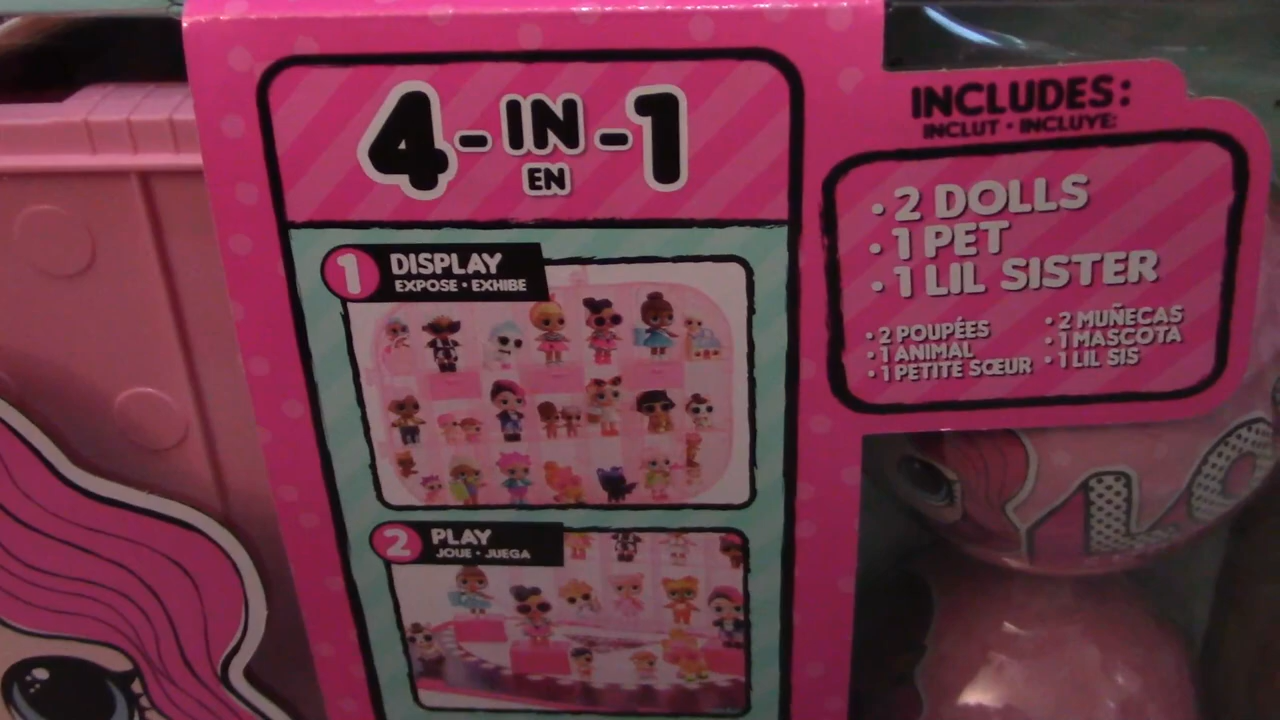 4-IN-1
EN
1 DISPLAY
EXPOSE • EXHIBE
2 PLAY
JOUE • JUEGA
INCLUDES:
INCLUT • INCLUYE:
• 2 DOLLS
• 1 PET
• 1 LIL SISTER
• 2 POUPÉES
• 1 ANIMAL
• 1 PETITE SŒUR
• 2 MUÑECAS
• 1 MASCOTA
• 1 LIL SIS